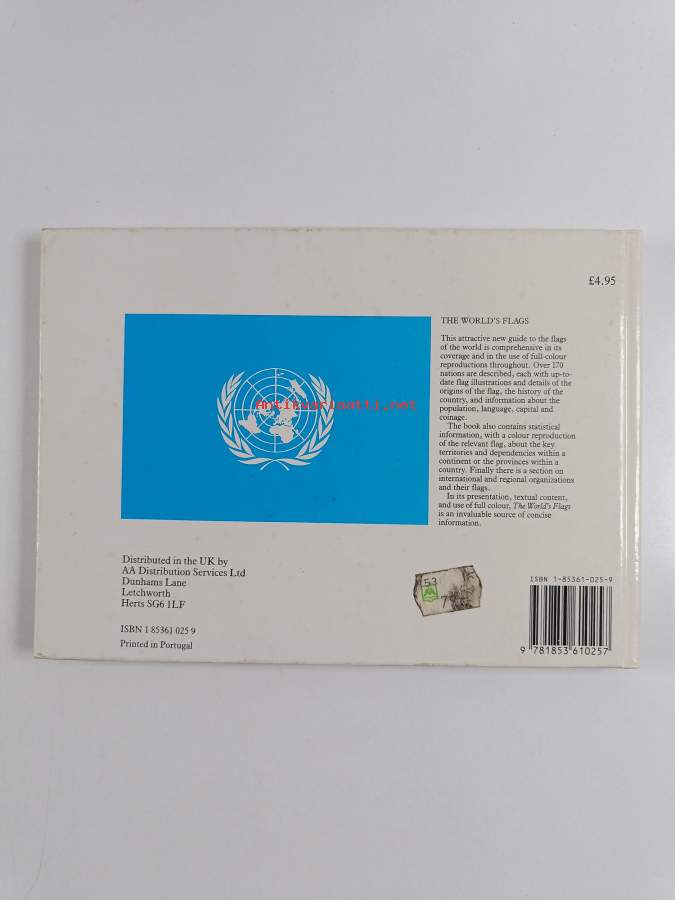 £4.95
THE WORLD'S FLAGS
This attractive new guide to the flags
of the world is comprehensive in its
coverage and in the use of full-colour
reproductions throughout. Over 170
nations are described, each with up-to-
date flag illustrations and details of the
origins of the flag, the history of the
country, and information about the
population, language, capital and
coinage.
The book also contains statistical
information, with a colour reproduction
of the relevant flag, about the key
territories and dependencies within a
continent or the provinces within a
country. Finally there is a section on
international and regional organizations
and their flags.
In its presentation, textual content,
and use of full colour, The World's Flags
is an invaluable source of concise
information.
Antikvariaatti.net
Distributed in the UK by
AA Distribution Services Ltd
Dunhams Lane
Letchworth
Herts SG6 1LF
ISBN 1 85361 025 9
Printed in Portugal
53
ISBN 1-85361-025-9
9 781853 610257